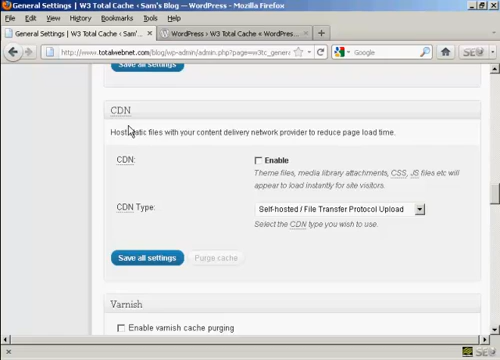 General Settings | W3 Total Cache ‹ Sam's Blog — WordPress - Mozilla Firefox
File Edit View History Bookmarks Tools Help
General Settings | W3 Total Cache ‹ Sam'... × WordPress › W3 Total Cache « WordPress... × +
http://www.totalwebnet.com/blog/wp-admin/admin.php?page=w3tc_genera Google
Save all settings
CDN
static files with your content delivery network provider to reduce page load time.
CDN: Enable
Theme files, media library attachments, CSS, JS files etc will
appear to load instantly for site visitors.
CDN Type: Self-hosted / File Transfer Protocol Upload
Select the CDN type you wish to use.
Save all settings Purge cache
Varnish
Enable varnish cache purging
× SEO